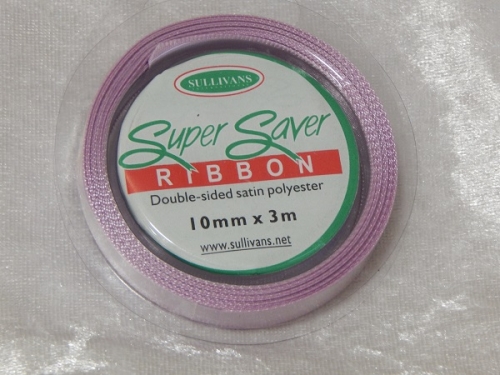 SULLIVANS
Super Saver
RIBBON
Double-sided satin polyester
10mm x 3m
www.sullivans.net